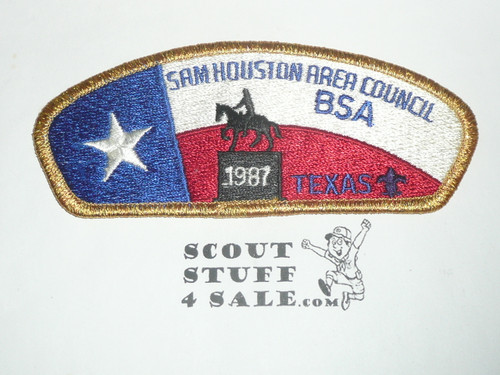 SAM HOUSTON AREA COUNCIL
BSA
1987
TEXAS
SCOUT
STUFF
4 SALE.COM